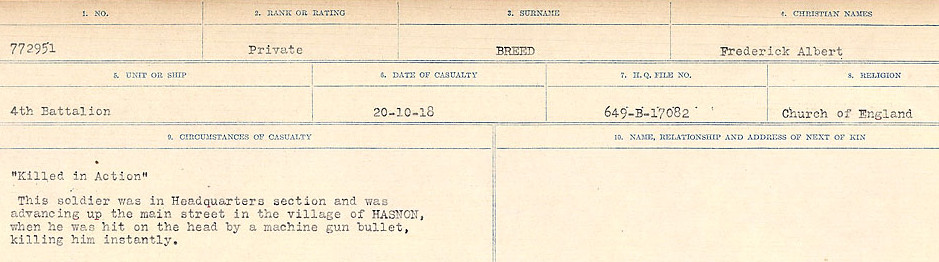 1. NO. 2. RANK OR RATING 3. SURNAME 4. CHRISTIAN NAMES
772951 Private BREED Frederick Albert
5. UNIT OR SHIP 6. DATE OF CASUALTY 7. H.Q. FILE NO. 8. RELIGION
4th Battalion 20-10-18 649-B-17082 Church of England
9. CIRCUMSTANCES OF CASUALTY 10. NAME, RELATIONSHIP AND ADDRESS OF NEXT OF KIN
"Killed in Action"
This soldier was in Headquarters section and was
advancing up the main street in the village of HASNON,
when he was hit on the head by a machine gun bullet,
killing him instantly.